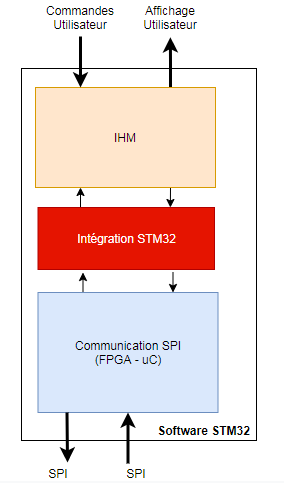 Commandes
Utilisateur
Affichage
Utilisateur
IHM
Intégration STM32
Communication SPI
(FPGA - uC)
Software STM32
SPI
SPI